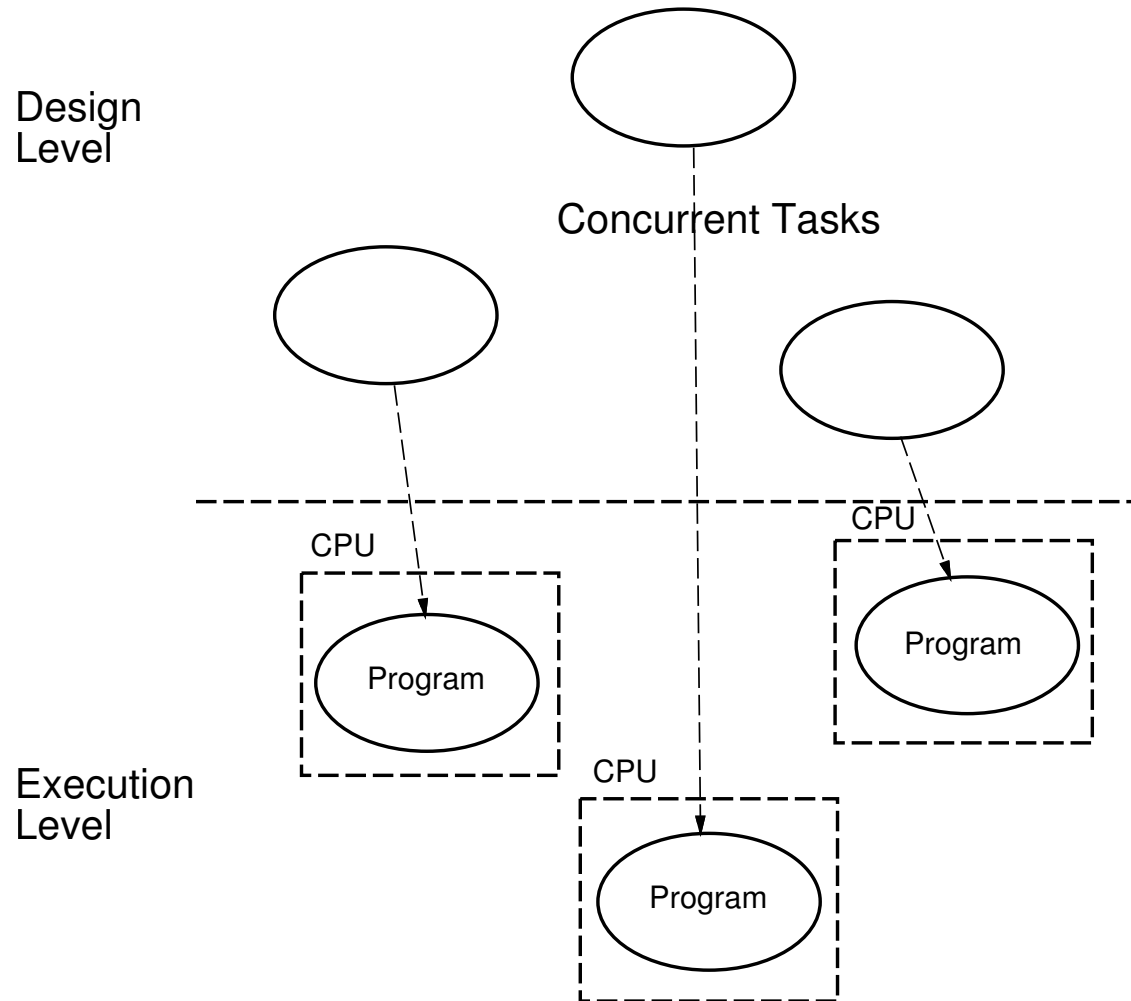 Design
Level
Concurrent Tasks
CPU
CPU
Program
Program
Execution
Level
CPU
Program